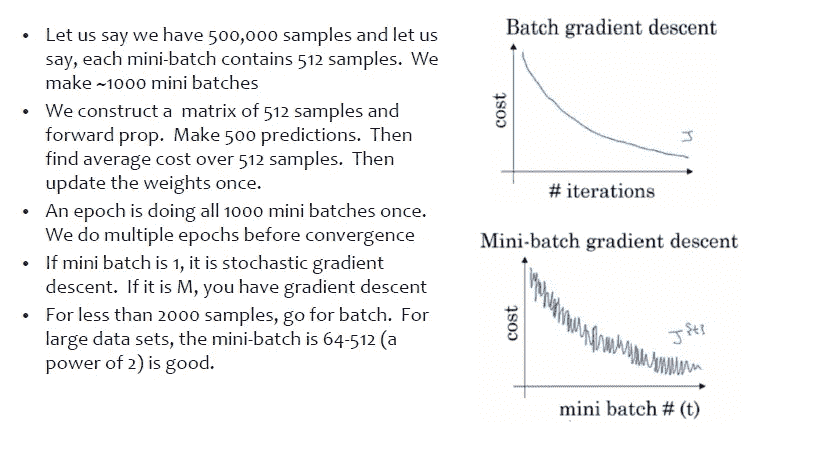 • Let us say we have 500,000 samples and let us
say, each mini-batch contains 512 samples. We
make ~1000 mini batches
• We construct a matrix of 512 samples and
forward prop. Make 500 predictions. Then
find average cost over 512 samples. Then
update the weights once.
• An epoch is doing all 1000 mini batches once.
We do multiple epochs before convergence
• If mini batch is 1, it is stochastic gradient
descent. If it is M, you have gradient descent
• For less than 2000 samples, go for batch. For
large data sets, the mini-batch is 64-512 (a
power of 2) is good.
Batch gradient descent
cost
J
# iterations
Mini-batch gradient descent
cost
J{t}
mini batch # (t)